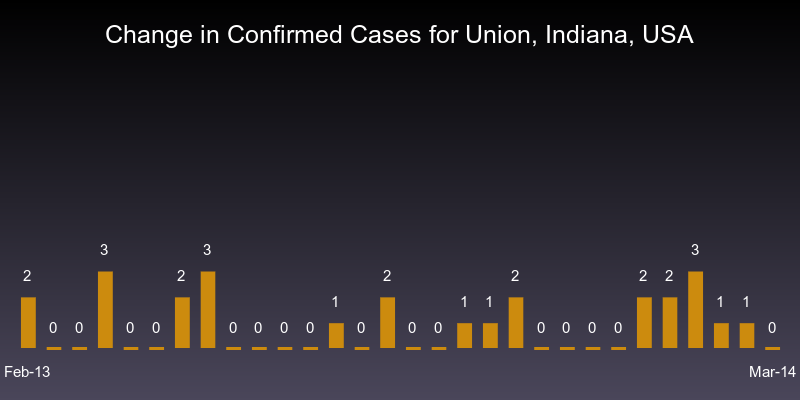 Change in Confirmed Cases for Union, Indiana, USA
2 0 0 3 0 0 2 3 0 0 0 0 1 0 2 0 0 1 1 2 0 0 0 0 2 2 3 1 1 0
Feb-13 Mar-14